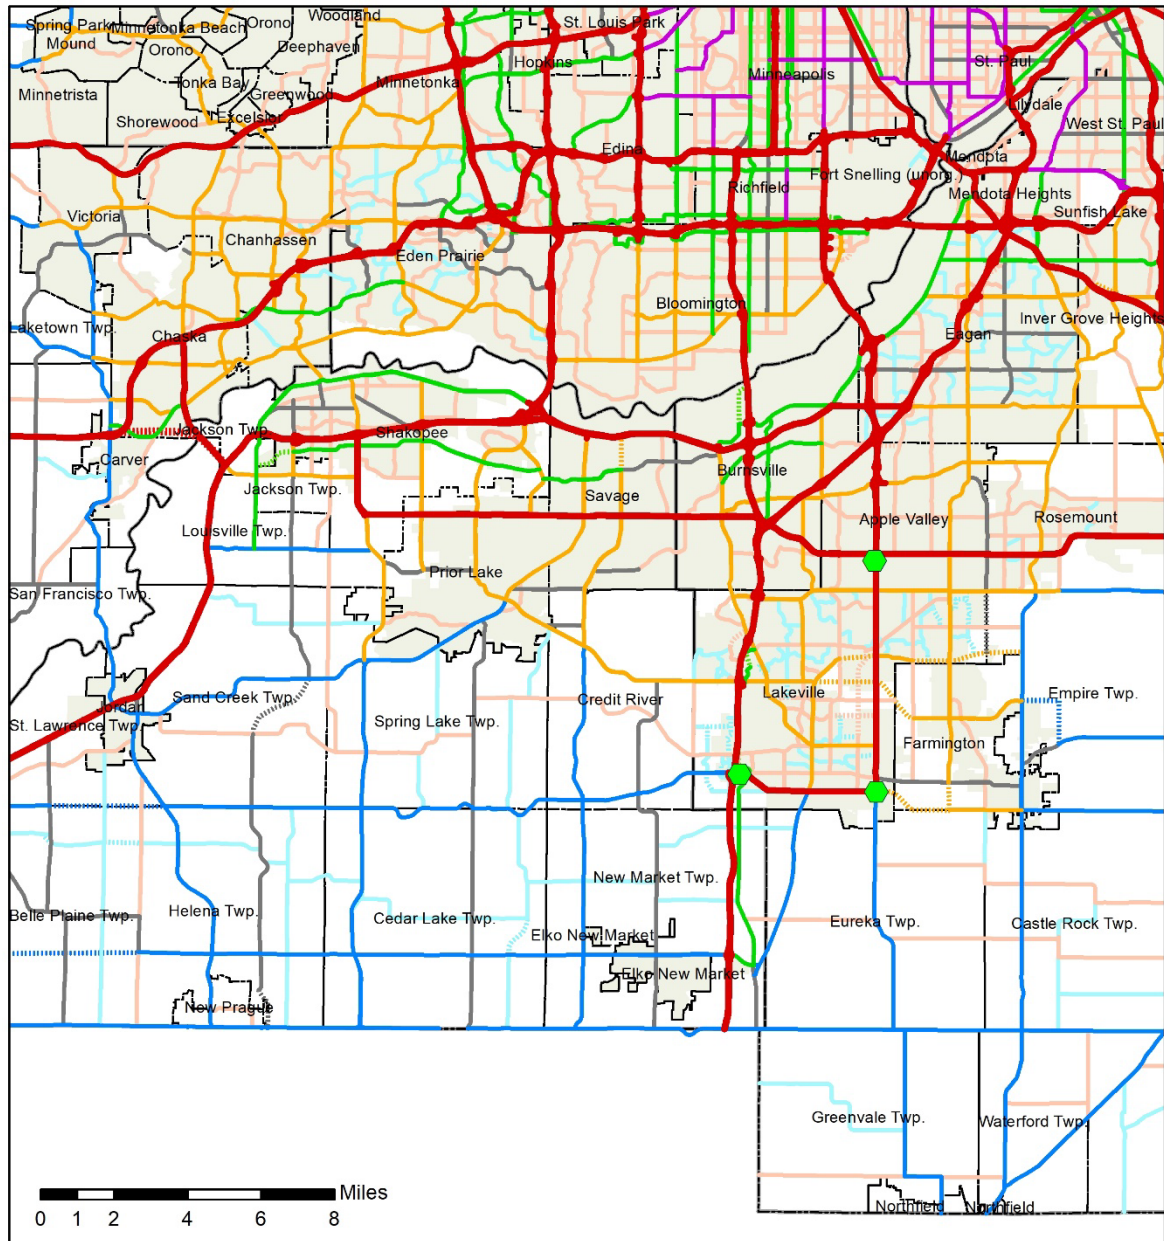 Woodland
Spring Park
Minnetonka Beach
Orono
St. Louis Park
Mound
Orono
Deephaven
Hopkins
St. Paul
Tonka Bay
Minnetonka
Minneapolis
Minnetrista
Greenwood
Lilydale
Shorewood
Excelsior
West St. Paul
Edina
Mendota
Richfield
Fort Snelling (unorg.)
Mendota Heights
Victoria
Sunfish Lake
Chanhassen
Eden Prairie
Bloomington
Laketown Twp.
Chaska
Eagan
Inver Grove Heights
Jackson Twp.
Shakopee
Carver
Burnsville
Jackson Twp.
Savage
Louisville Twp.
Apple Valley
Rosemount
Prior Lake
San Francisco Twp.
Sand Creek Twp.
Credit River
Lakeville
Empire Twp.
Jordan
St. Lawrence Twp.
Spring Lake Twp.
Farmington
New Market Twp.
Belle Plaine Twp.
Helena Twp.
Cedar Lake Twp.
Eureka Twp.
Castle Rock Twp.
Elko New Market
Elko New Market
New Prague
Greenvale Twp.
Waterford Twp.
Miles
0 1 2 4 6 8
Northfield
Northfield